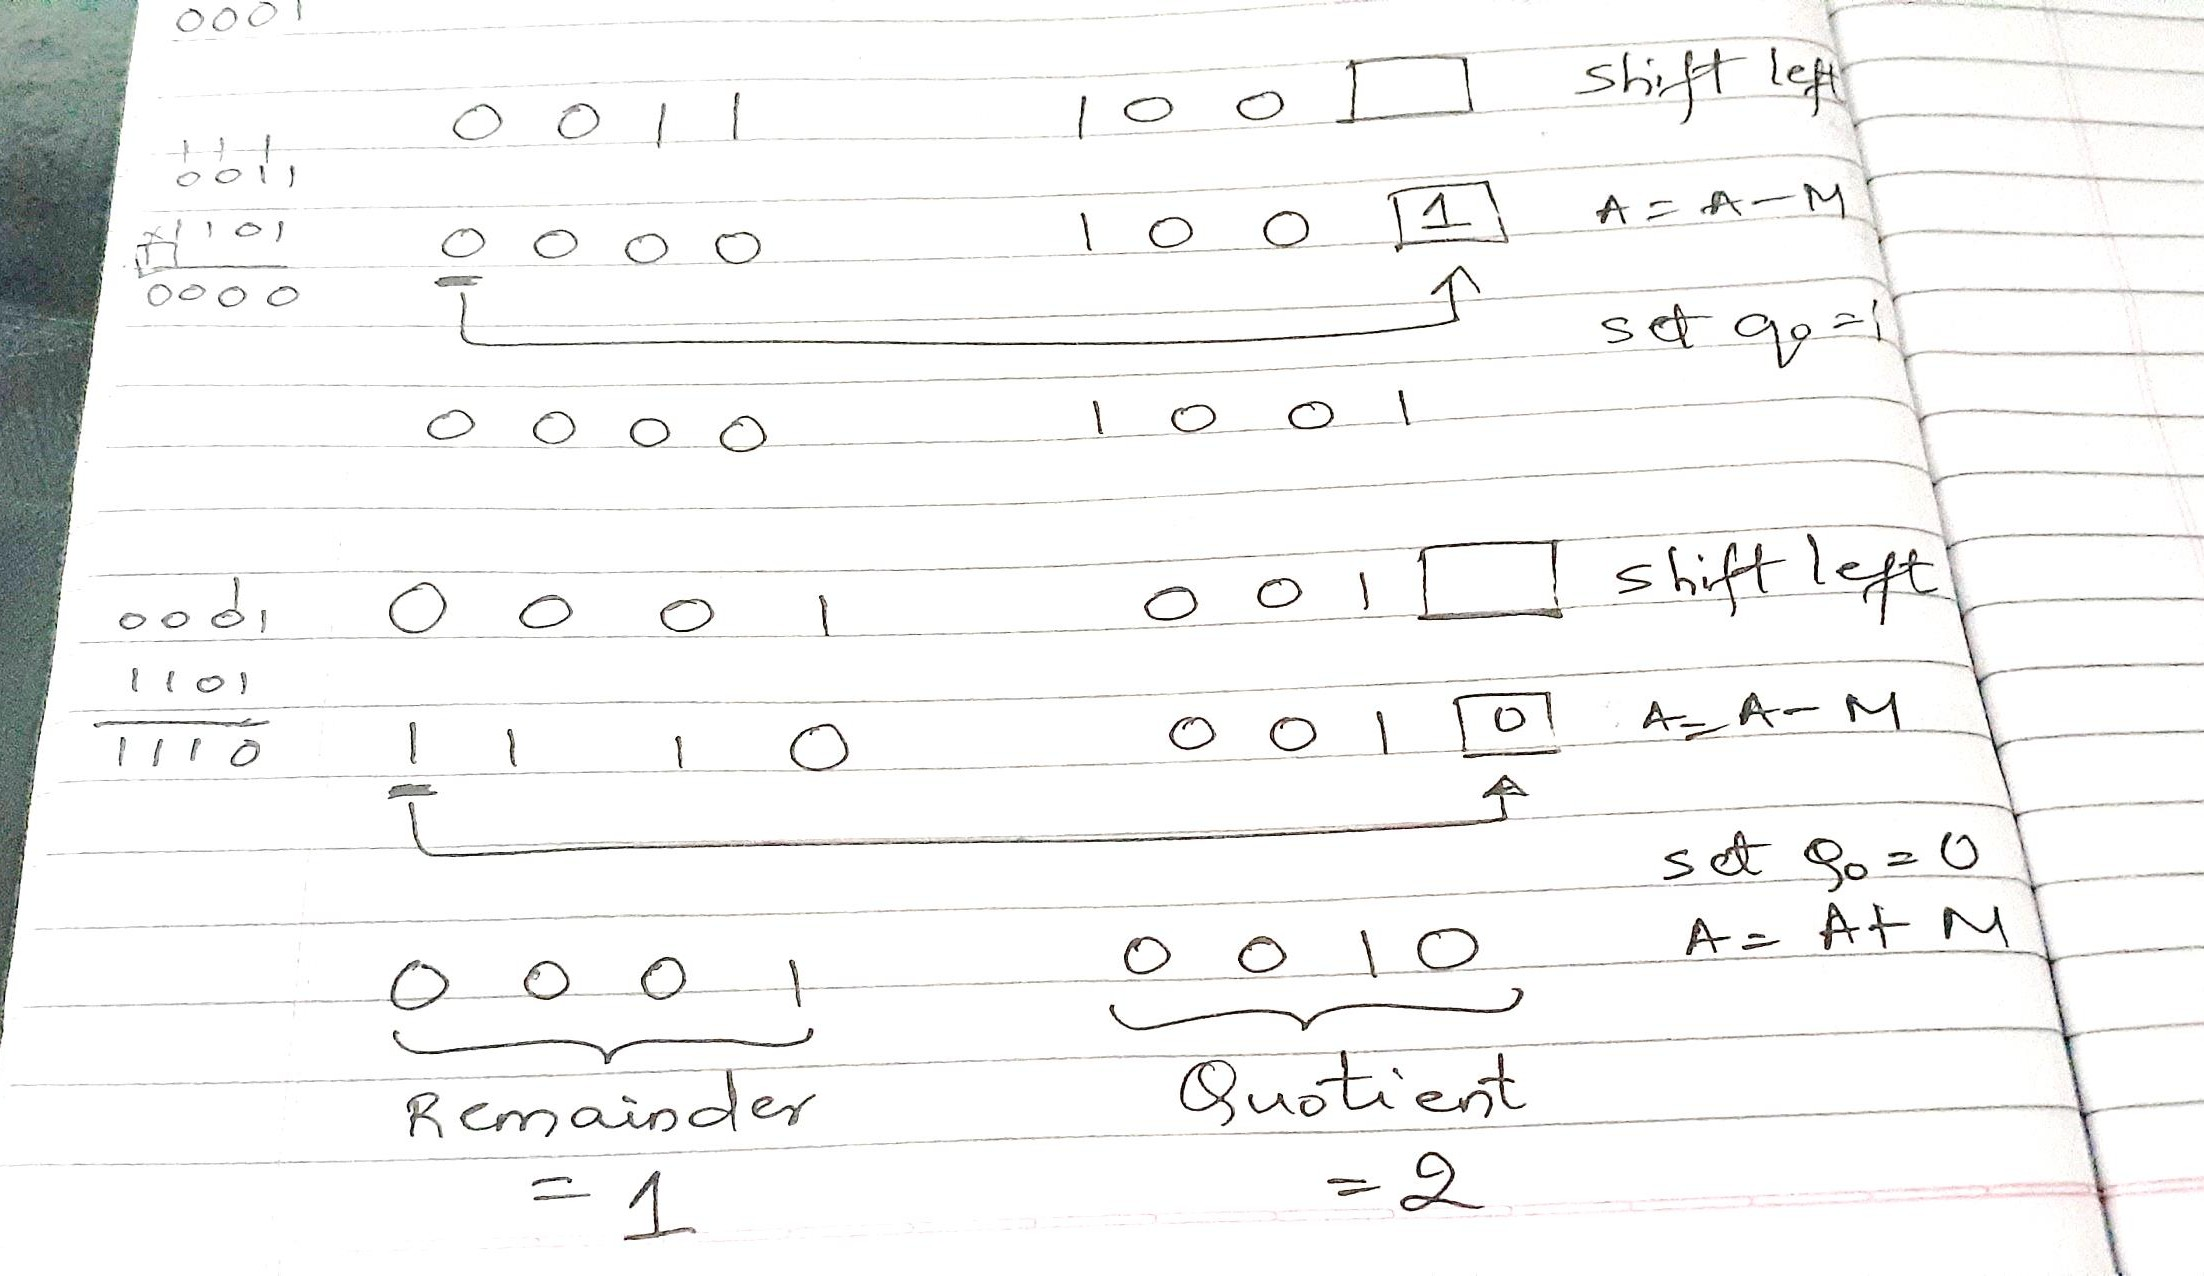 0001
0 0 1 1 1 0 0 shift left
1 1 1
0011
1101 0 0 0 0 1 0 0 1 A = A - M
0000
set q0 = 1
0 0 0 0 1 0 0 1
0001 0 0 0 1 0 0 1 shift left
1101
1110 1 1 1 0 0 0 1 0 A = A - M
set Q0 = 0
0 0 0 1 0 0 1 0 A = A + M
Remainder Quotient
= 1 = 2